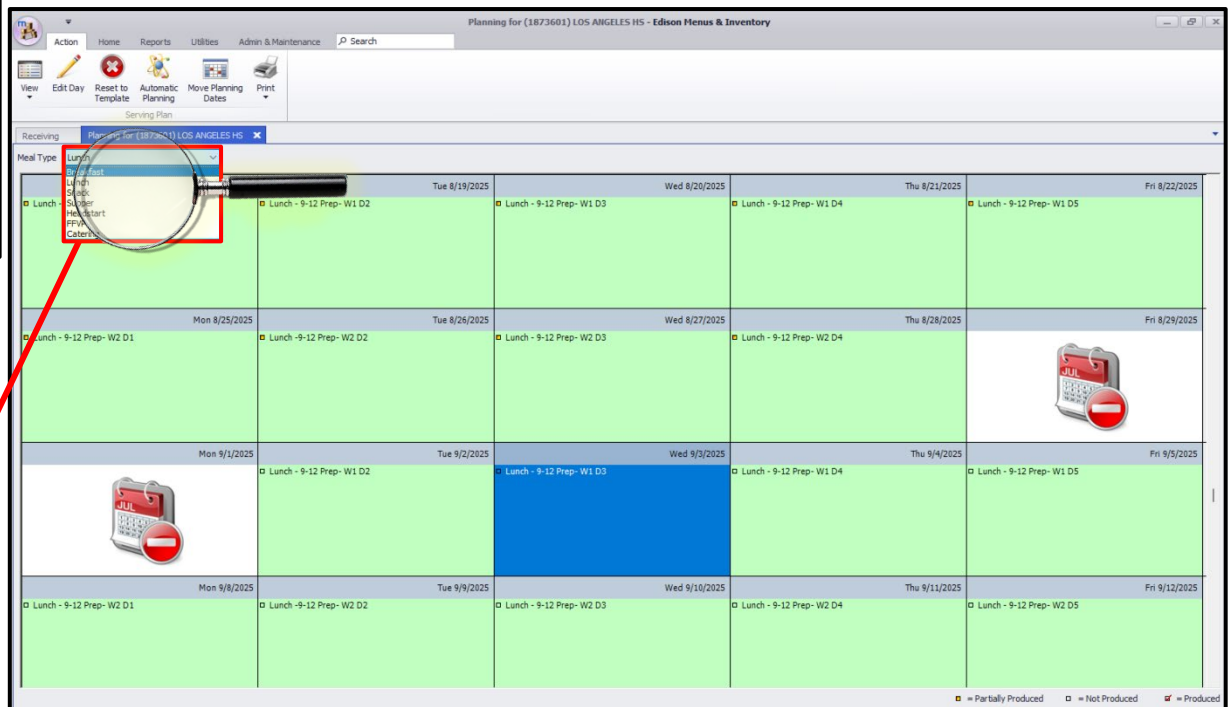 Planning for (1873601) LOS ANGELES HS - Edison Menus & Inventory
Action Home Reports Utilities Admin & Maintenance Search
View Edit Day Reset to Template Automatic Planning Move Planning Dates Print
Serving Plan
Receiving Planning for (1873601) LOS ANGELES HS
Meal Type Lunch
Breakfast
Lunch
Snack
Supper
Headstart
FFVP
Catering
Tue 8/19/2025 Wed 8/20/2025 Thu 8/21/2025 Fri 8/22/2025
Lunch - Lunch - 9-12 Prep- W1 D2 Lunch - 9-12 Prep- W1 D3 Lunch - 9-12 Prep- W1 D4 Lunch - 9-12 Prep- W1 D5
Mon 8/25/2025 Tue 8/26/2025 Wed 8/27/2025 Thu 8/28/2025 Fri 8/29/2025
Lunch - 9-12 Prep- W2 D1 Lunch -9-12 Prep- W2 D2 Lunch - 9-12 Prep- W2 D3 Lunch - 9-12 Prep- W2 D4
JUL
Mon 9/1/2025 Tue 9/2/2025 Wed 9/3/2025 Thu 9/4/2025 Fri 9/5/2025
Lunch - 9-12 Prep- W1 D2 Lunch - 9-12 Prep- W1 D3 Lunch - 9-12 Prep- W1 D4 Lunch - 9-12 Prep- W1 D5
JUL
Mon 9/8/2025 Tue 9/9/2025 Wed 9/10/2025 Thu 9/11/2025 Fri 9/12/2025
Lunch - 9-12 Prep- W2 D1 Lunch -9-12 Prep- W2 D2 Lunch - 9-12 Prep- W2 D3 Lunch - 9-12 Prep- W2 D4 Lunch - 9-12 Prep- W2 D5
= Partially Produced = Not Produced = Produced